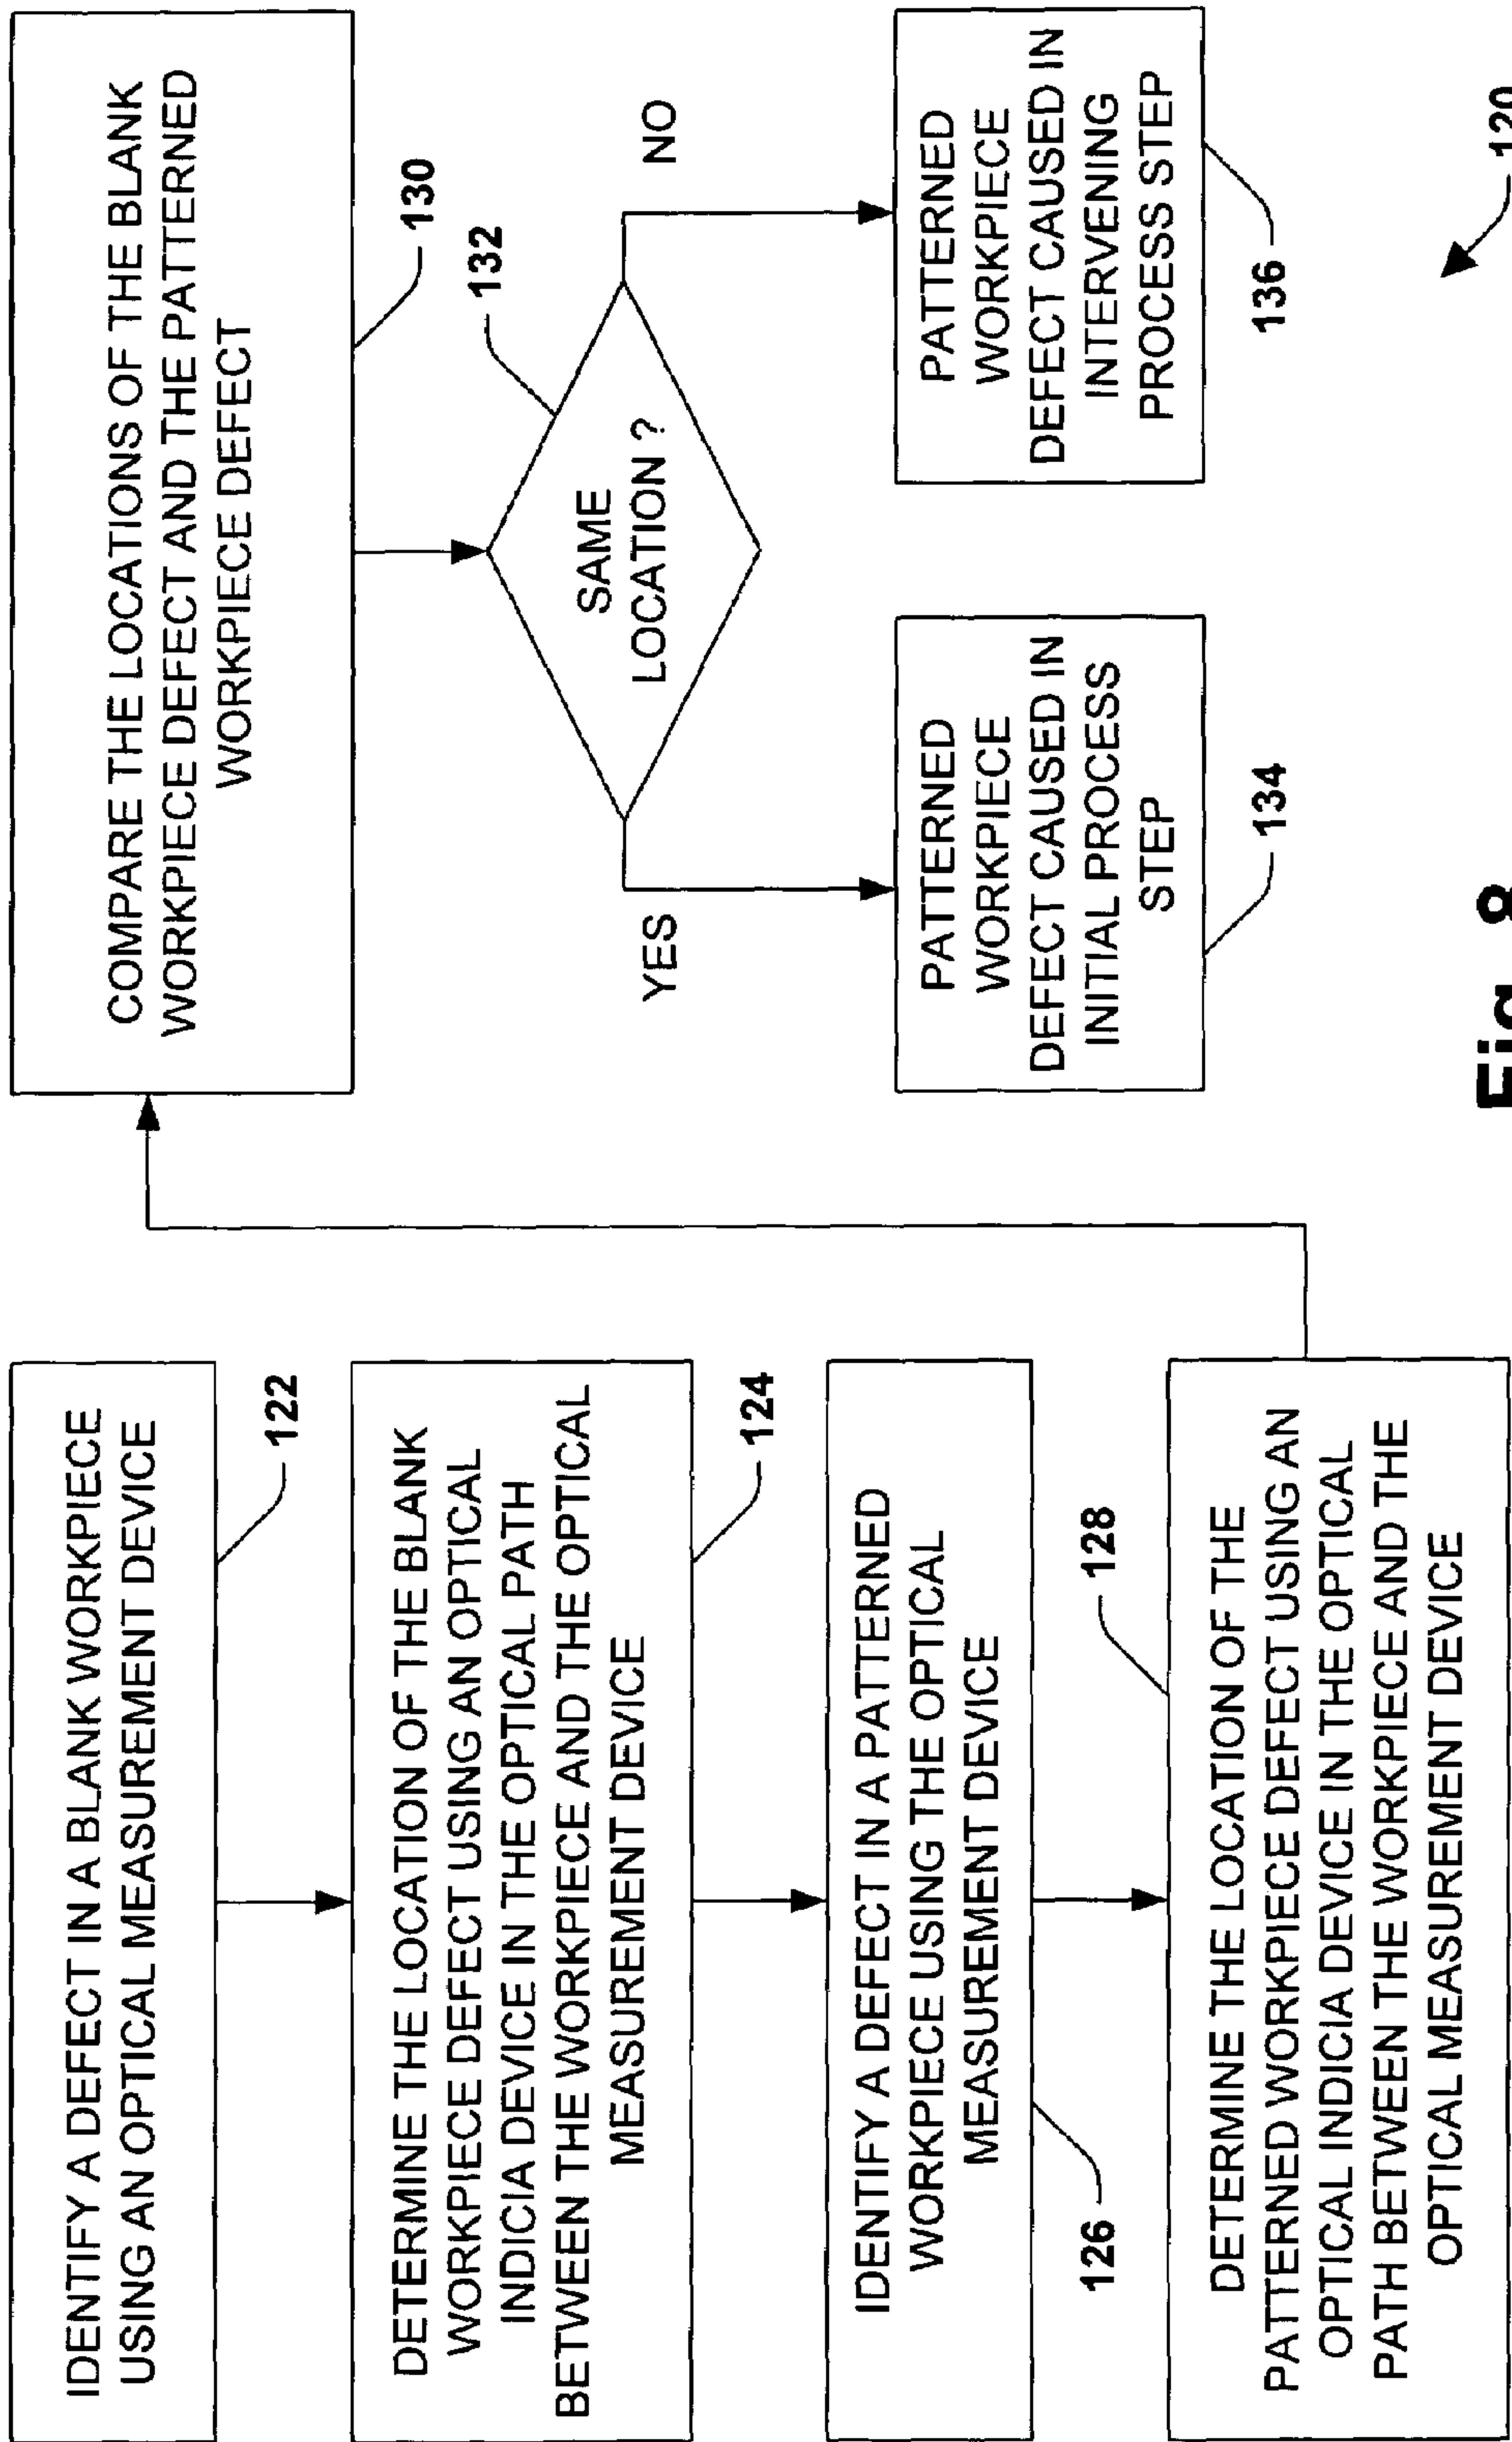 IDENTIFY A DEFECT IN A BLANK WORKPIECE
USING AN OPTICAL MEASUREMENT DEVICE
122
DETERMINE THE LOCATION OF THE BLANK
WORKPIECE DEFECT USING AN OPTICAL
INDICIA DEVICE IN THE OPTICAL PATH
BETWEEN THE WORKPIECE AND THE OPTICAL
MEASUREMENT DEVICE
124
IDENTIFY A DEFECT IN A PATTERNED
WORKPIECE USING THE OPTICAL
MEASUREMENT DEVICE
126
128
DETERMINE THE LOCATION OF THE
PATTERNED WORKPIECE DEFECT USING AN
OPTICAL INDICIA DEVICE IN THE OPTICAL
PATH BETWEEN THE WORKPIECE AND THE
OPTICAL MEASUREMENT DEVICE
COMPARE THE LOCATIONS OF THE BLANK
WORKPIECE DEFECT AND THE PATTERNED
WORKPIECE DEFECT
130
132
SAME
LOCATION ?
YES
NO
PATTERNED
WORKPIECE
DEFECT CAUSED IN
INITIAL PROCESS
STEP
134
PATTERNED
WORKPIECE
DEFECT CAUSED IN
INTERVENING
PROCESS STEP
136
120
Fig. 8